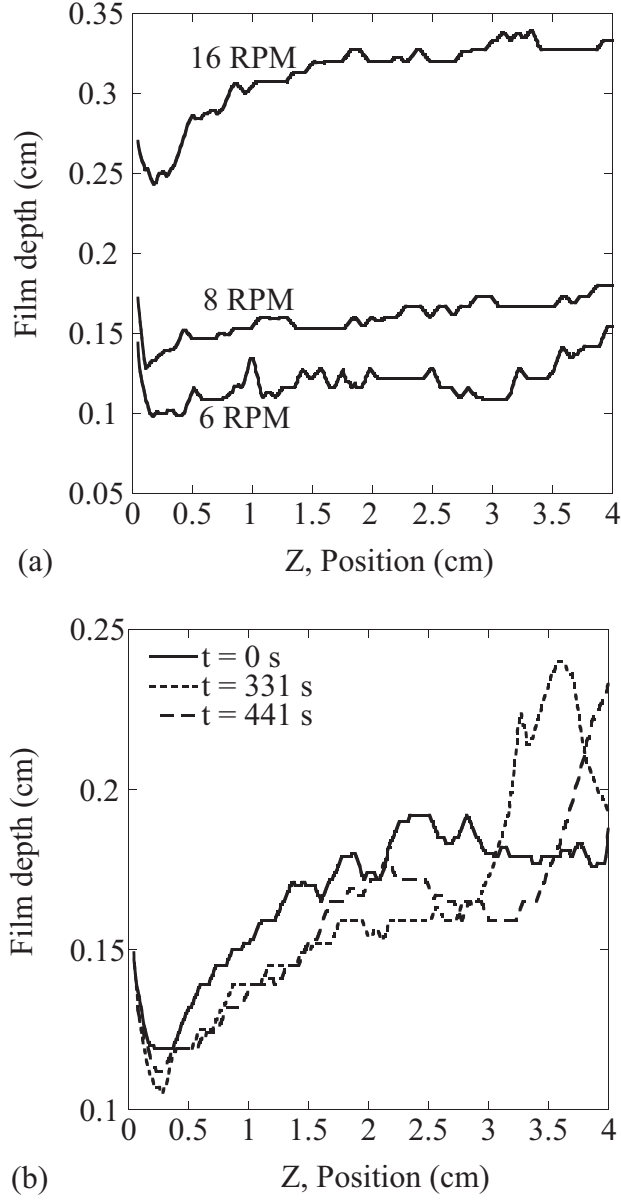 0.35
16 RPM
0.3
0.25
Film depth (cm)
0.2
8 RPM
0.15
0.1
6 RPM
0.05
0 0.5 1 1.5 2 2.5 3 3.5 4
(a)
Z, Position (cm)
0.25
t = 0 s
t = 331 s
t = 441 s
0.2
Film depth (cm)
0.15
0.1
0 0.5 1 1.5 2 2.5 3 3.5 4
(b)
Z, Position (cm)